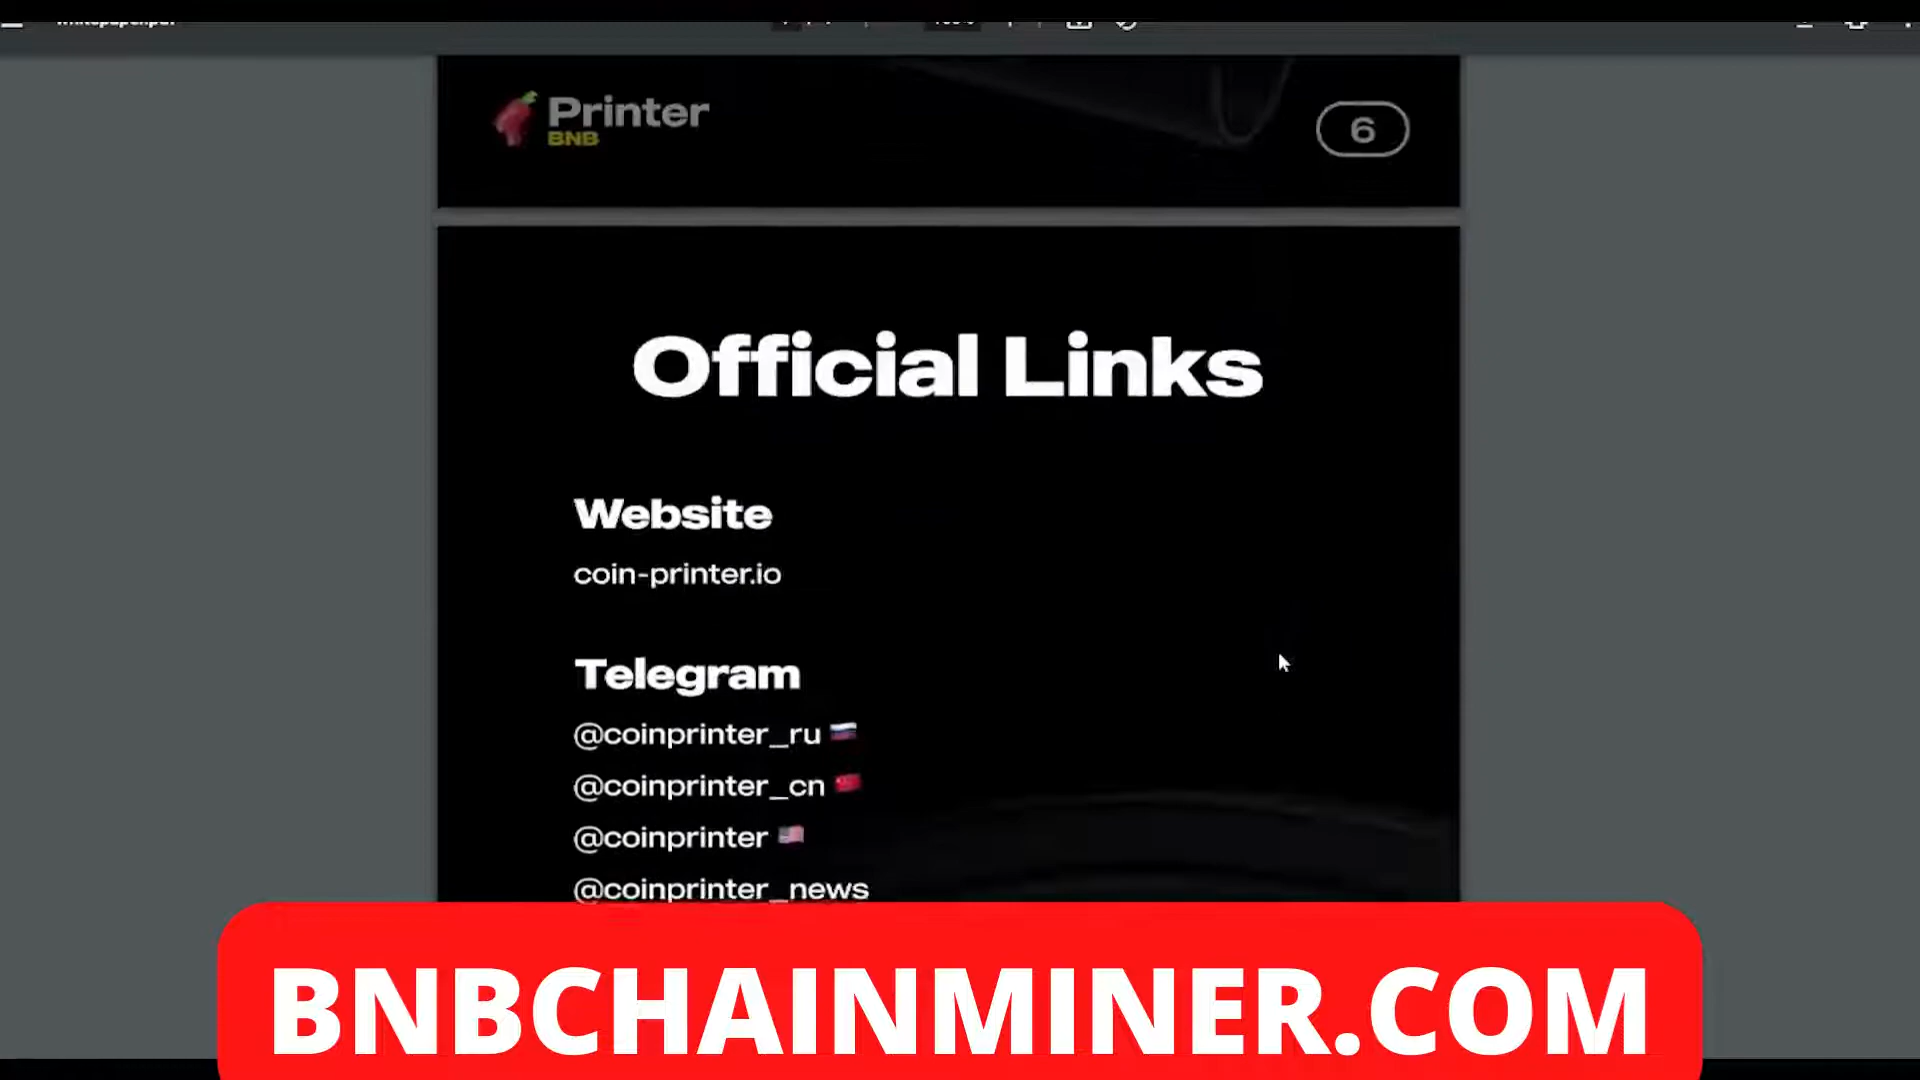 Printer
BNB
6
Official Links
Website
coin-printer.io
Telegram
@coinprinter_ru
@coinprinter_cn
@coinprinter
@coinprinter_news
BNBCHAINMINER.COM